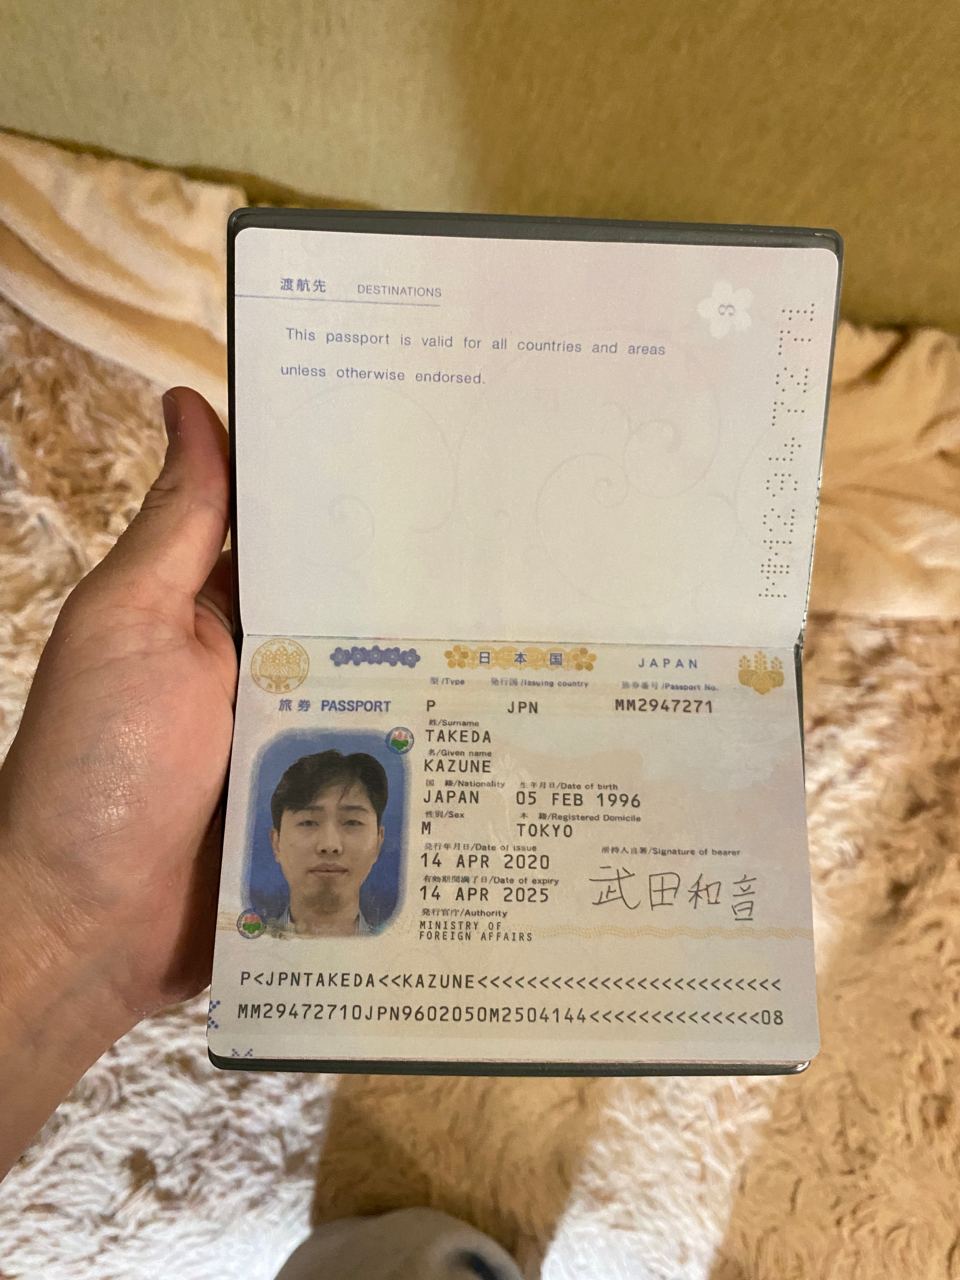 渡航先 DESTINATIONS
3
This passport is valid for all countries and areas
unless otherwise endorsed.
日本国 JAPAN
型/Type 発行国/Issuing country 旅券番号/Passport No.
旅券 PASSPORT P JPN MM2947271
姓/Surname
TAKEDA
名/Given name
KAZUNE
国籍/Nationality 生年月日/Date of birth
JAPAN 05 FEB 1996
性別/Sex 本籍/Registered Domicile
M TOKYO
発行年月日/Date of issue 所持人自署/Signature of bearer
14 APR 2020
武田和音
有効期間満了日/Date of expiry
14 APR 2025
発行官庁/Authority
MINISTRY OF
FOREIGN AFFAIRS
P<JPNTAKEDA<<KAZUNE<<<<<<<<<<<<<<<<<<<<<<<<<
MM29472710JPN9602050M2504144<<<<<<<<<<<<<<08